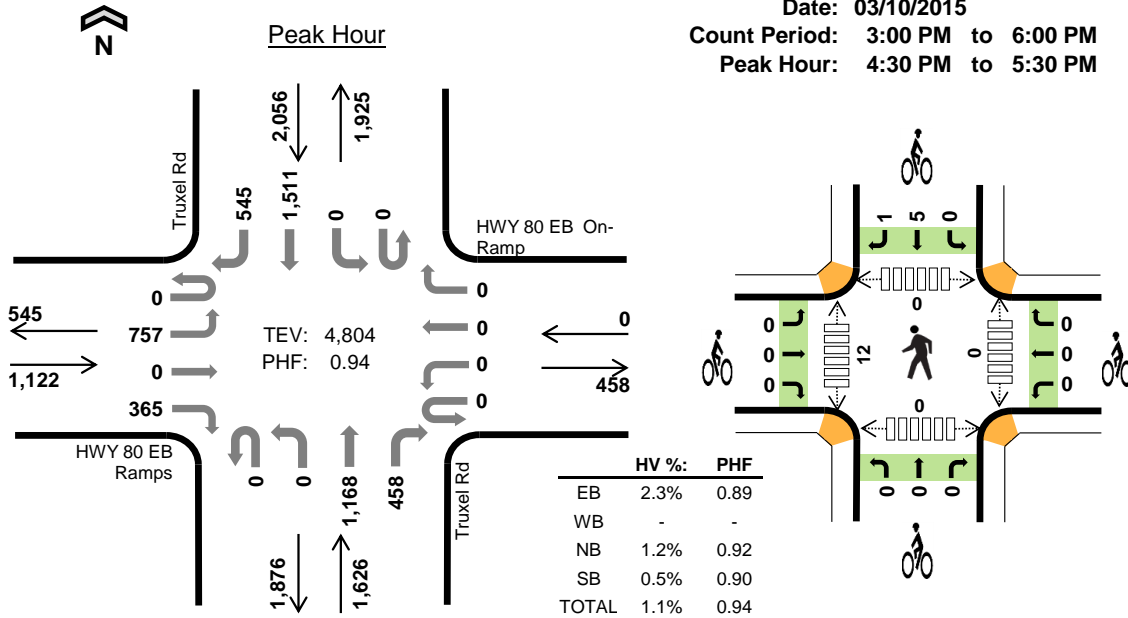 N
Peak Hour
Date: 03/10/2015
Count Period: 3:00 PM to 6:00 PM
Peak Hour: 4:30 PM to 5:30 PM
2,056
1,925
Truxel Rd
545
1,511
0
0
HWY 80 EB On-
Ramp
0
757
0
365
545
1,122
TEV: 4,804
PHF: 0.94
0
0
0
0
0
458
HWY 80 EB
Ramps
0
0
1,168
458
Truxel Rd
1,876
1,626
HV %: PHF
EB 2.3% 0.89
WB - -
NB 1.2% 0.92
SB 0.5% 0.90
TOTAL 1.1% 0.94
1
5
0
0
0
0
0
12
0
0
0
0
0
0
0
0